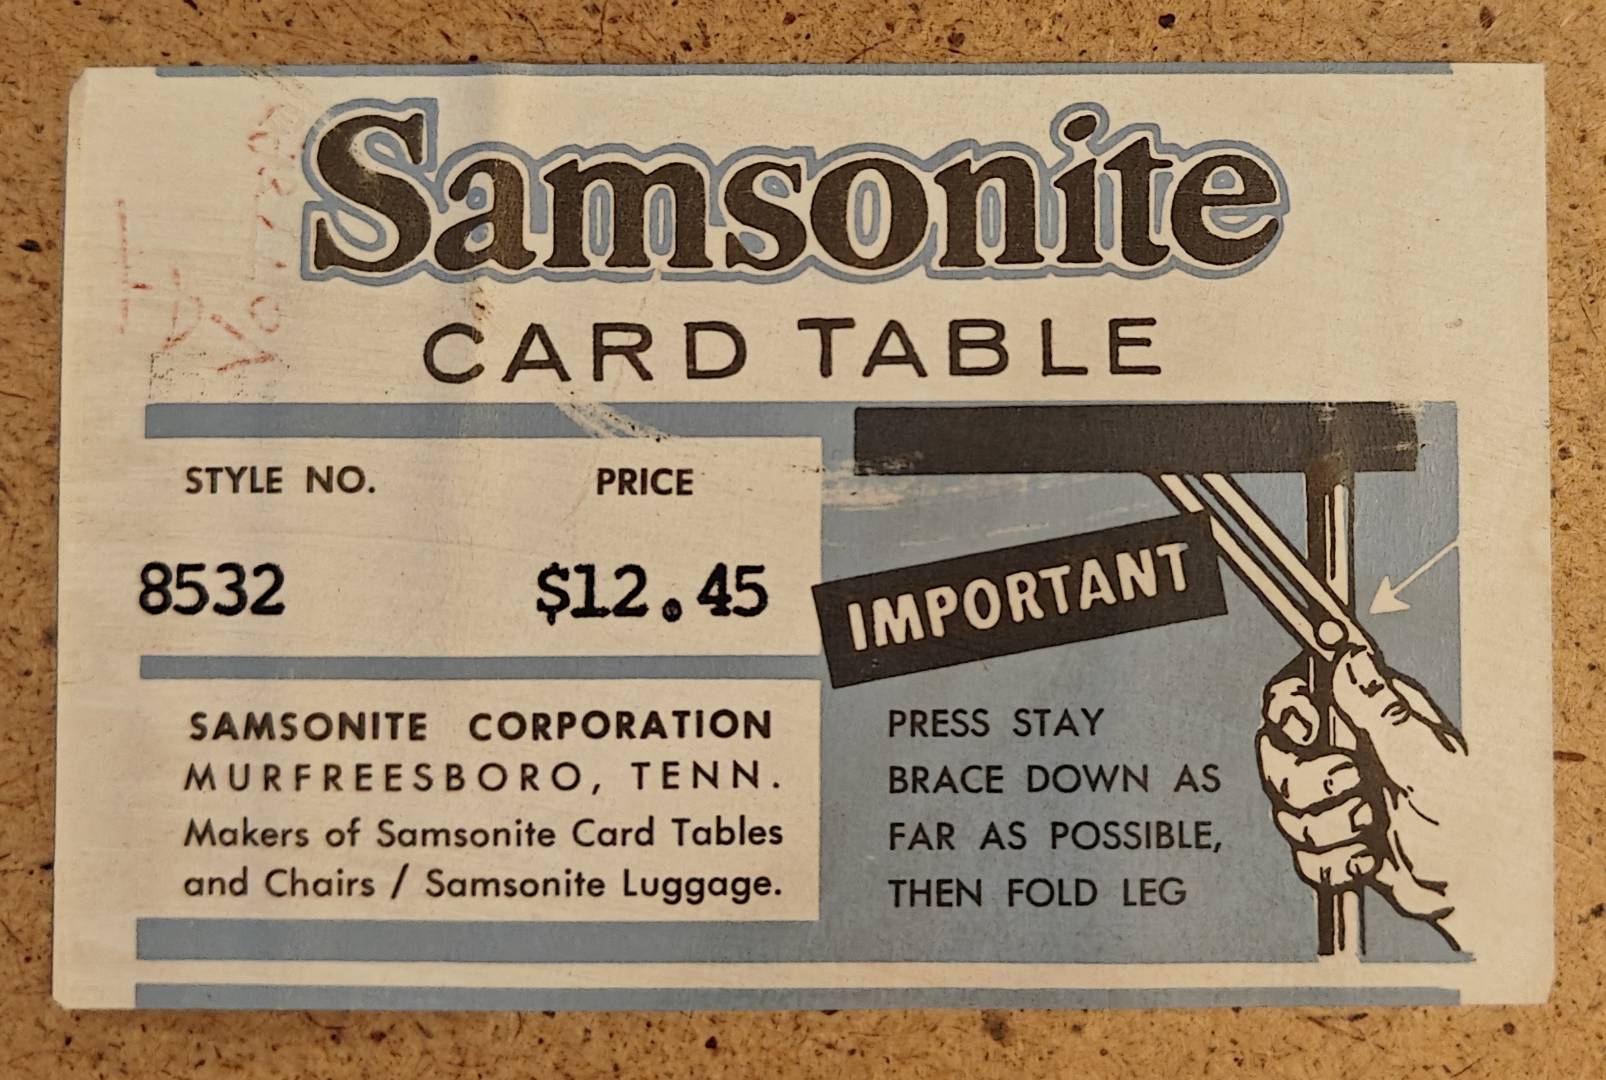 Samsonite
CARD TABLE
STYLE NO. PRICE
8532 $12.45
SAMSONITE CORPORATION
MURFREESBORO, TENN.
Makers of Samsonite Card Tables
and Chairs / Samsonite Luggage.
IMPORTANT
PRESS STAY
BRACE DOWN AS
FAR AS POSSIBLE,
THEN FOLD LEG